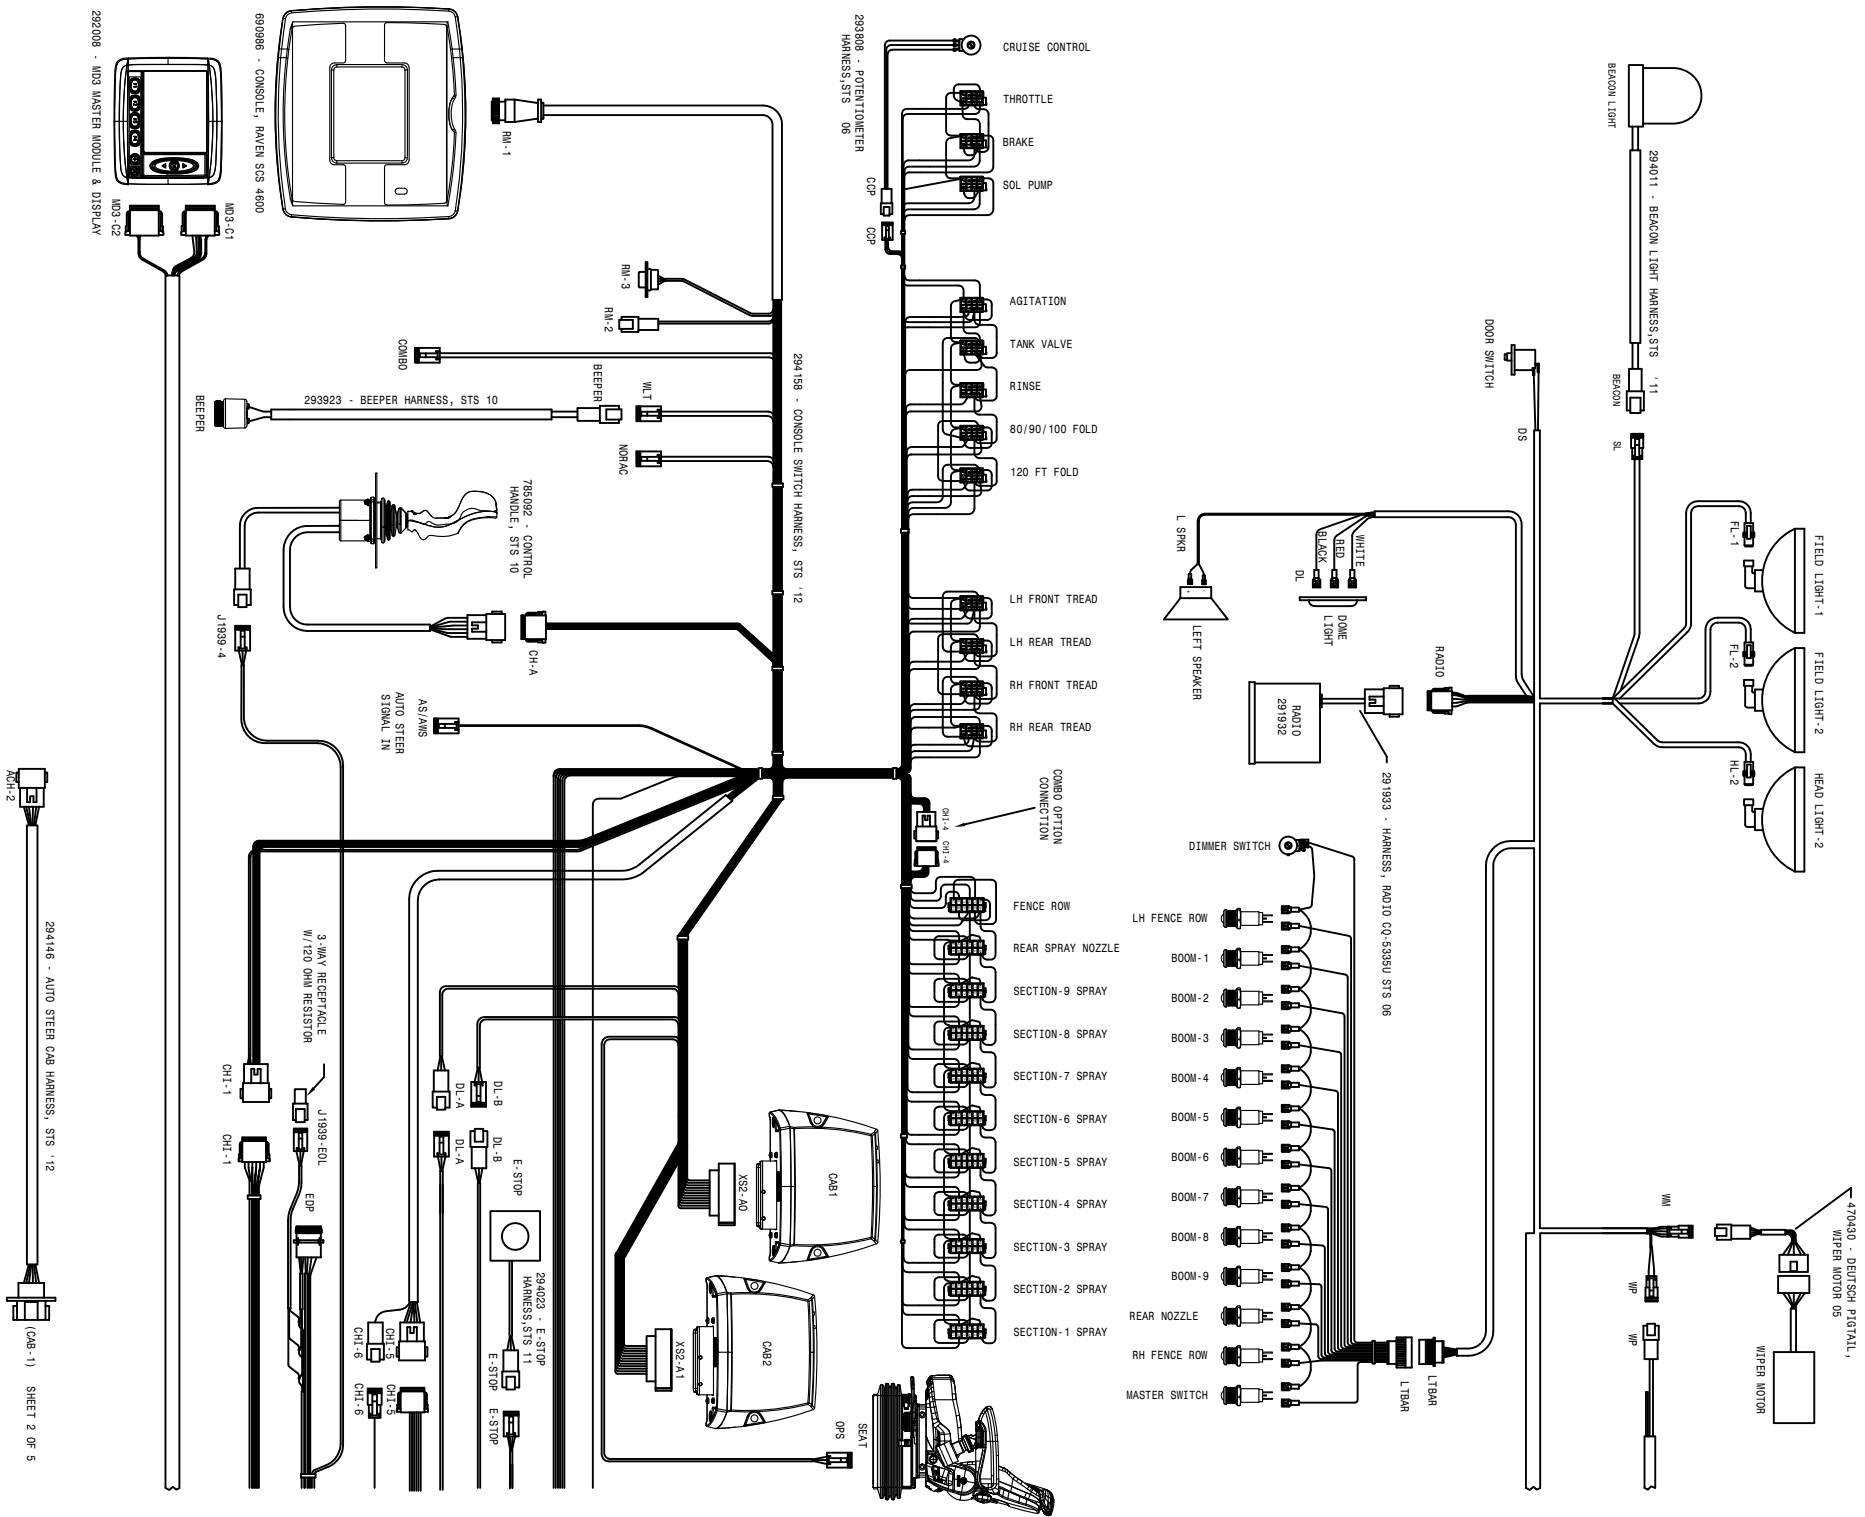 292008 - MD3 MASTER MODULE & DISPLAY
MD3-C2
MD3-C1
690986 - CONSOLE, RAVEN SCS 4600
RM-1
RM-3
RM-2
COMBO
BEEPER
293923 - BEEPER HARNESS, STS 10
BEEPER
WLT
NORAC
294158 - CONSOLE SWITCH HARNESS, STS '12
785092 - CONTROL
HANDLE, STS 10
J1939-4
CH-A
AS/AWS
AUTO STEER
SIGNAL IN
293808 - POTENTIOMETER
HARNESS,STS 06
CCP
CCP
CRUISE CONTROL
THROTTLE
BRAKE
SOL PUMP
AGITATION
TANK VALVE
RINSE
80/90/100 FOLD
120 FT FOLD
LH FRONT TREAD
LH REAR TREAD
RH FRONT TREAD
RH REAR TREAD
COMBO OPTION
CONNECTION
CHI-4
CHI-4
FENCE ROW
REAR SPRAY NOZZLE
SECTION-9 SPRAY
SECTION-8 SPRAY
SECTION-7 SPRAY
SECTION-6 SPRAY
SECTION-5 SPRAY
SECTION-4 SPRAY
SECTION-3 SPRAY
SECTION-2 SPRAY
SECTION-1 SPRAY
BEACON LIGHT
294011 - BEACON LIGHT HARNESS,STS '11
BEACON
SL
DOOR SWITCH
DS
FL-1
FIELD LIGHT-1
FL-2
FIELD LIGHT-2
HL-2
HEAD LIGHT-2
L SPKR
LEFT SPEAKER
BLACK
RED
WHITE
DL
DOME
LIGHT
RADIO
RADIO
291932
291933 - HARNESS, RADIO CQ-5335U STS 06
DIMMER SWITCH
LH FENCE ROW
BOOM-1
BOOM-2
BOOM-3
BOOM-4
BOOM-5
BOOM-6
BOOM-7
BOOM-8
BOOM-9
REAR NOZZLE
RH FENCE ROW
MASTER SWITCH
LTBAR
LTBAR
WM
WP
WP
470430 - DEUTSCH PIGTAIL,
WIPER MOTOR 05
WIPER MOTOR
ACH-2
294146 - AUTO STEER CAB HARNESS, STS '12
(CAB-1) SHEET 2 OF 5
3-WAY RECEPTACLE
W/120 OHM RESISTOR
CHI-1
CHI-1
J1939-EOL
EDP
CHI-6
CHI-5
CHI-6
CHI-5
DL-A
DL-B
DL-A
DL-B
E-STOP
294023 - E-STOP
HARNESS,STS 11
E-STOP
E-STOP
XS2-A0
CAB1
XS2-A1
CAB2
OPS
SEAT